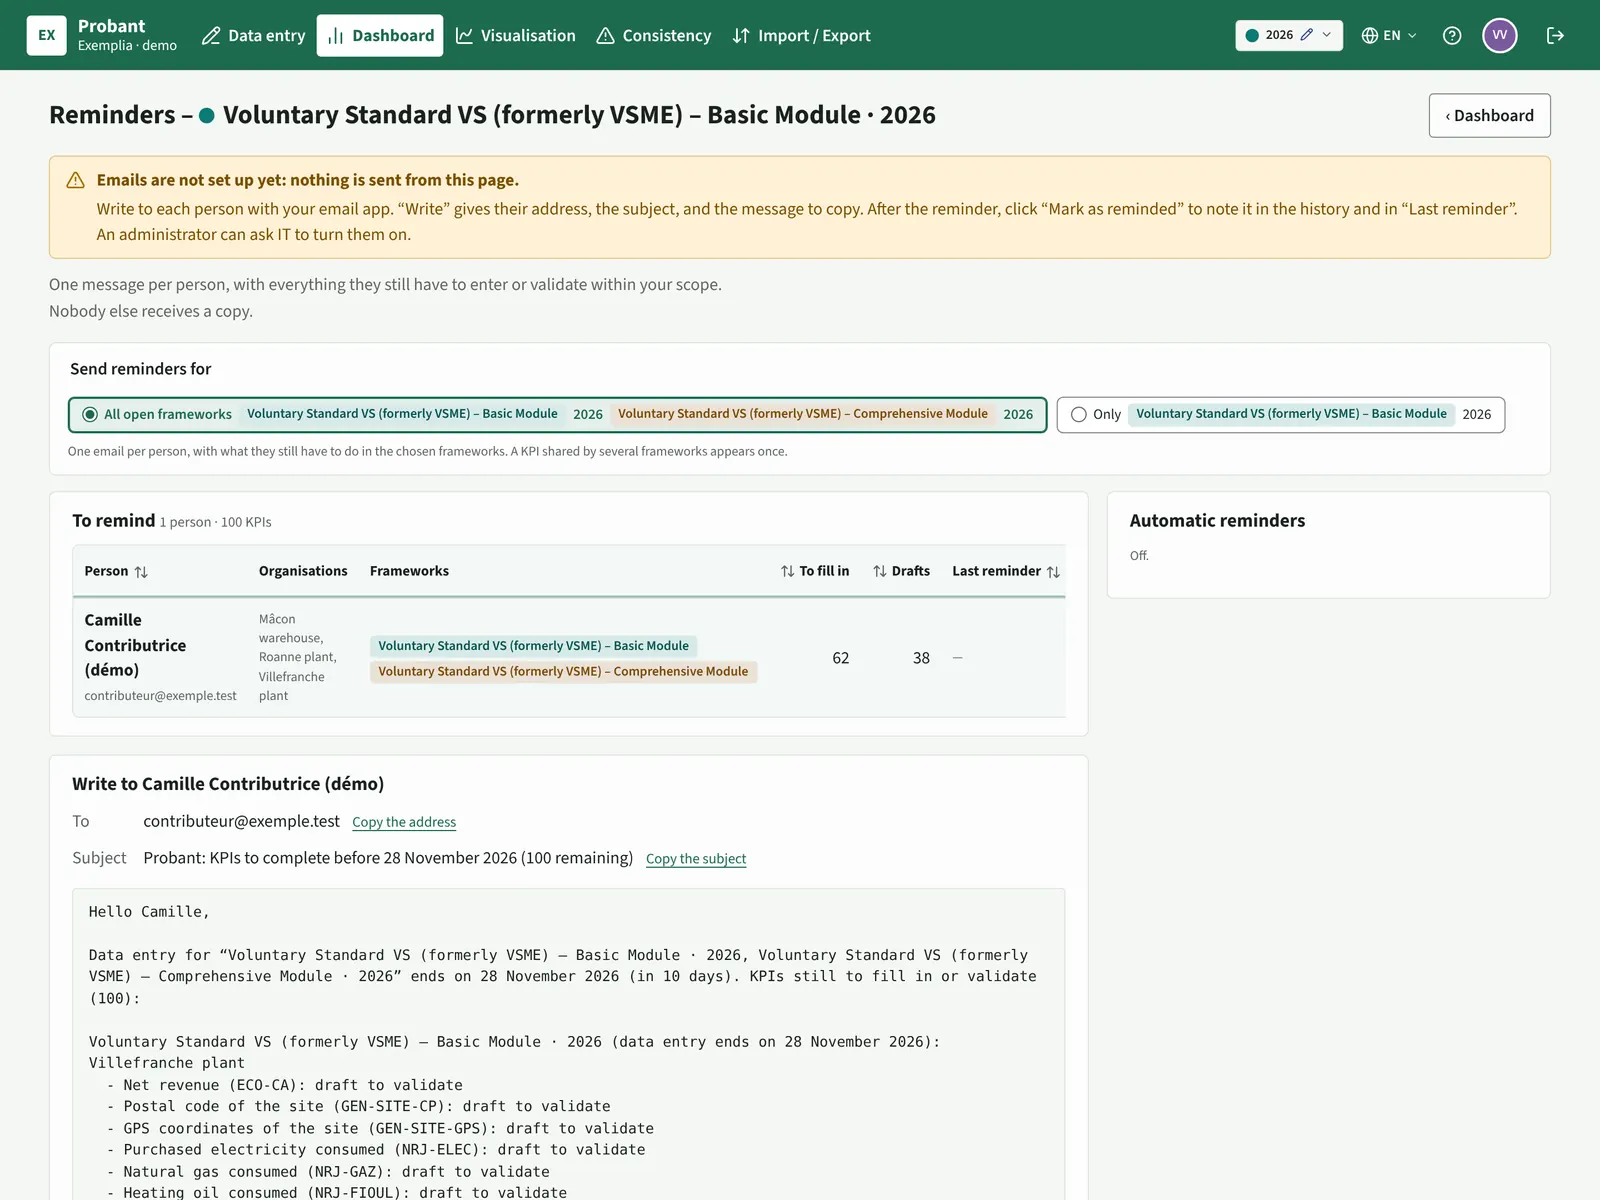 EX
Probant
Exemplia · demo
Data entry
Dashboard
Visualisation
Consistency
Import / Export
2026
EN
VV
Reminders – Voluntary Standard VS (formerly VSME) – Basic Module · 2026
‹ Dashboard
Emails are not set up yet: nothing is sent from this page.
Write to each person with your email app. “Write” gives their address, the subject, and the message to copy. After the reminder, click “Mark as reminded” to note it in the history and in “Last reminder”.
An administrator can ask IT to turn them on.
One message per person, with everything they still have to enter or validate within your scope.
Nobody else receives a copy.
Send reminders for
All open frameworks Voluntary Standard VS (formerly VSME) – Basic Module 2026 Voluntary Standard VS (formerly VSME) – Comprehensive Module 2026
Only Voluntary Standard VS (formerly VSME) – Basic Module 2026
One email per person, with what they still have to do in the chosen frameworks. A KPI shared by several frameworks appears once.
To remind 1 person · 100 KPIs
Person Organisations Frameworks To fill in Drafts Last reminder
Camille
Contributrice
(démo)
contributeur@exemple.test
Mâcon
warehouse,
Roanne plant,
Villefranche
plant
Voluntary Standard VS (formerly VSME) – Basic Module
Voluntary Standard VS (formerly VSME) – Comprehensive Module
62
38
—
Automatic reminders
Off.
Write to Camille Contributrice (démo)
To contributeur@exemple.test Copy the address
Subject Probant: KPIs to complete before 28 November 2026 (100 remaining) Copy the subject
Hello Camille,
Data entry for “Voluntary Standard VS (formerly VSME) – Basic Module · 2026, Voluntary Standard VS (formerly
VSME) – Comprehensive Module · 2026” ends on 28 November 2026 (in 10 days). KPIs still to fill in or validate
(100):
Voluntary Standard VS (formerly VSME) – Basic Module · 2026 (data entry ends on 28 November 2026):
Villefranche plant
- Net revenue (ECO-CA): draft to validate
- Postal code of the site (GEN-SITE-CP): draft to validate
- GPS coordinates of the site (GEN-SITE-GPS): draft to validate
- Purchased electricity consumed (NRJ-ELEC): draft to validate
- Natural gas consumed (NRJ-GAZ): draft to validate
- Heating oil consumed (NRJ-FIOUL): draft to validate